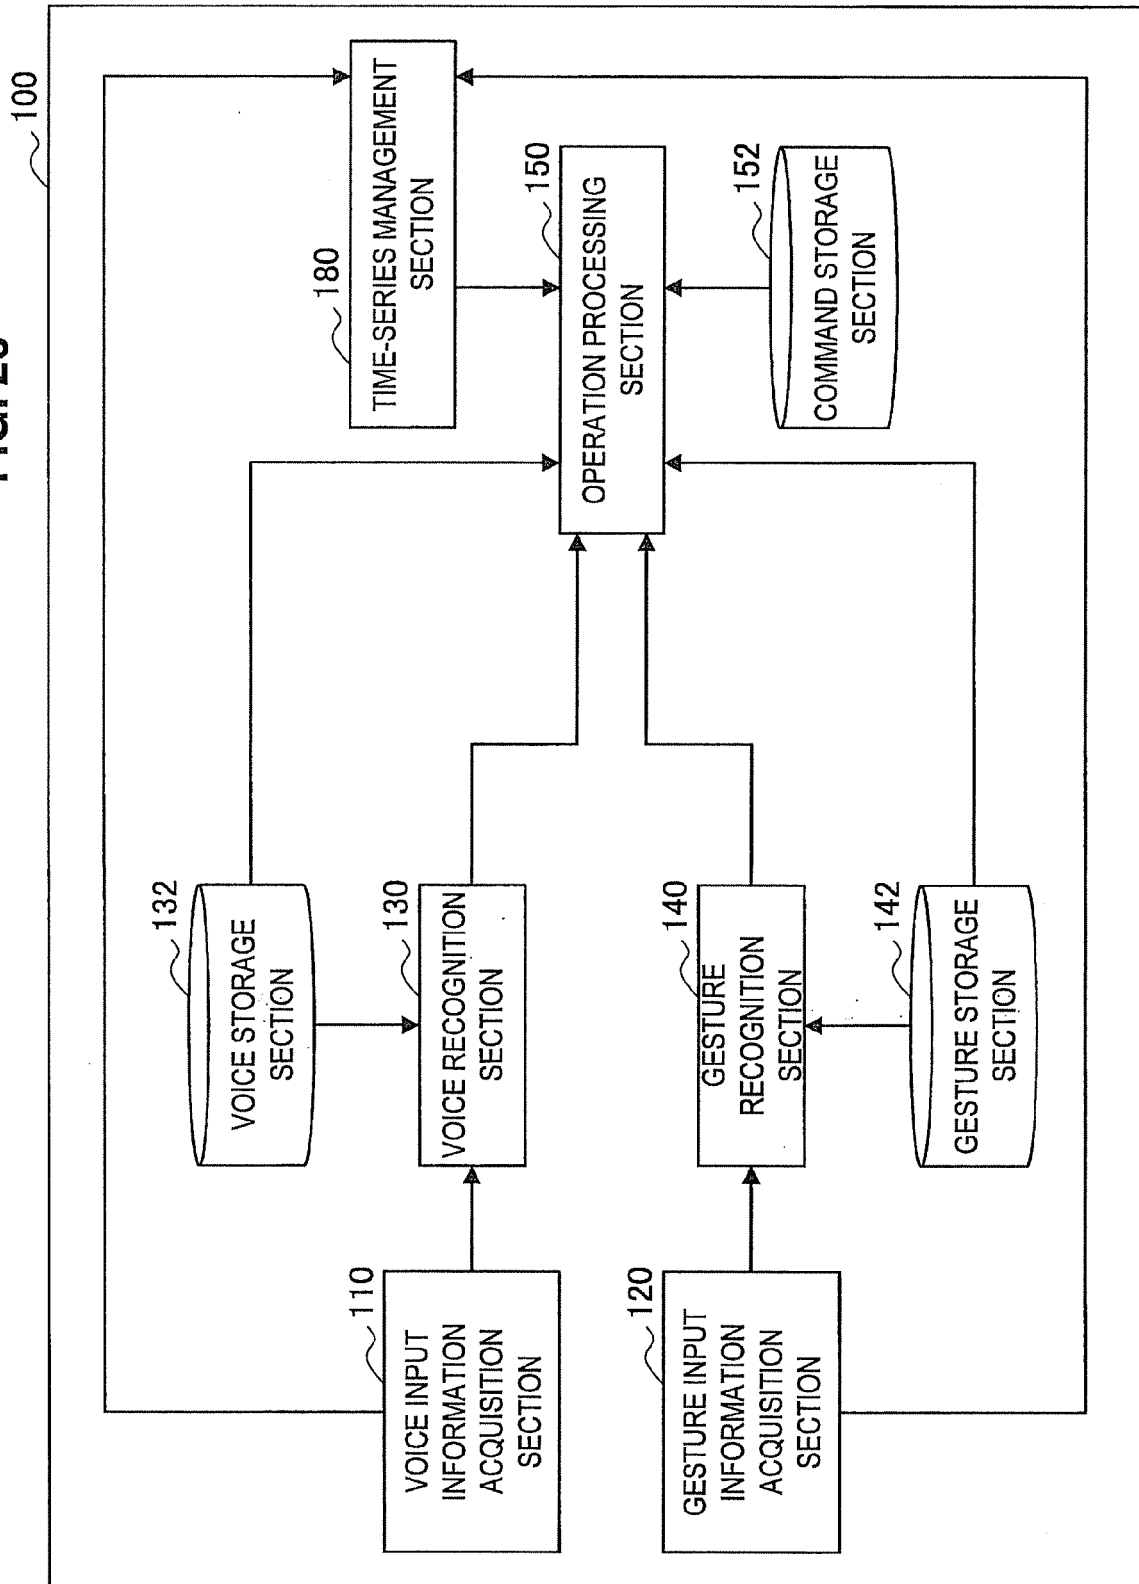 100
132
VOICE STORAGE
SECTION
180
TIME-SERIES MANAGEMENT
SECTION
110
VOICE INPUT
INFORMATION
ACQUISITION
SECTION
130
VOICE RECOGNITION
SECTION
150
OPERATION PROCESSING
SECTION
120
GESTURE INPUT
INFORMATION
ACQUISITION
SECTION
140
GESTURE
RECOGNITION
SECTION
152
COMMAND STORAGE
SECTION
142
GESTURE STORAGE
SECTION